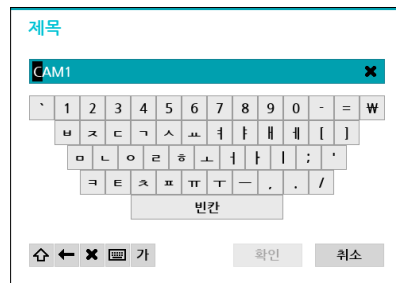 제목
CAM1
` 1 2 3 4 5 6 7 8 9 0 - = ₩
ㅂ ㅈ ㄷ ㄱ ㅅ ㅛ ㅕ ㅑ ㅐ ㅔ [ ]
ㅁ ㄴ ㅇ ㄹ ㅎ ㅗ ㅓ ㅏ ㅣ ; '
ㅋ ㅌ ㅊ ㅍ ㅠ ㅜ ㅡ , . /
빈칸
가 확인 취소